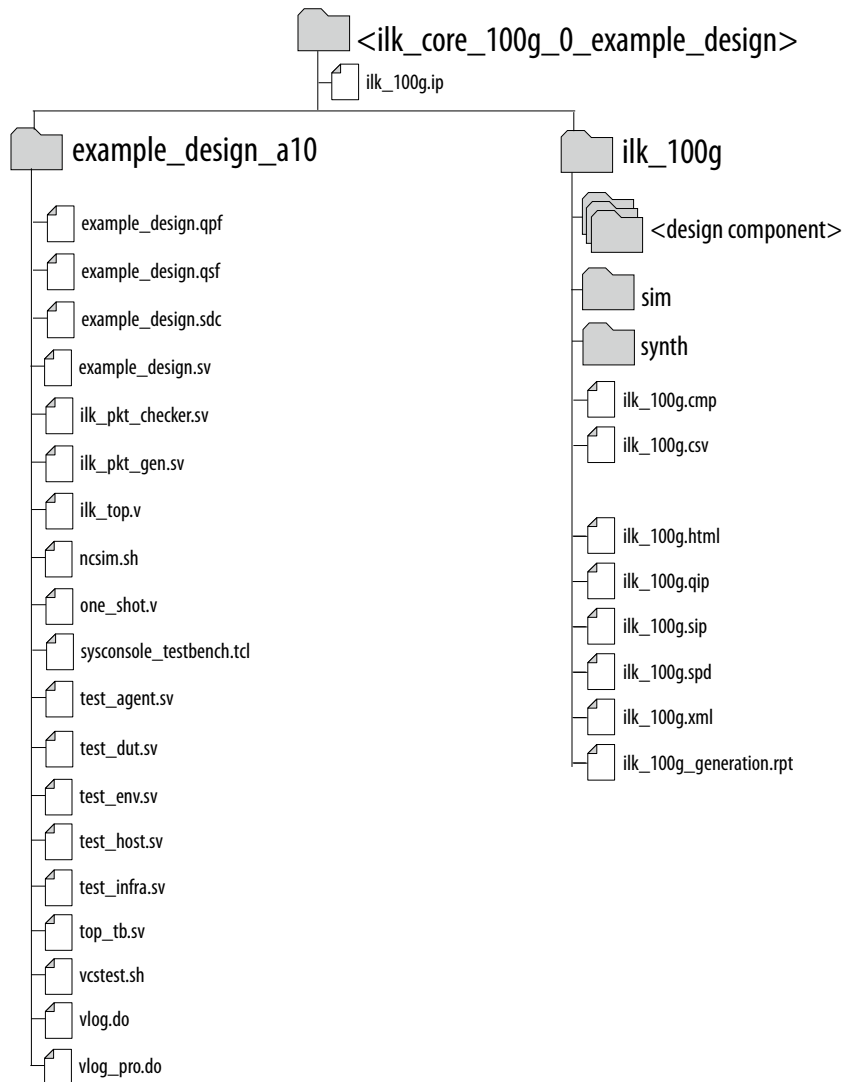 <ilk_core_100g_0_example_design>
ilk_100g.ip
example_design_a10
example_design.qpf
example_design.qsf
example_design.sdc
example_design.sv
ilk_pkt_checker.sv
ilk_pkt_gen.sv
ilk_top.v
ncsim.sh
one_shot.v
sysconsole_testbench.tcl
test_agent.sv
test_dut.sv
test_env.sv
test_host.sv
test_infra.sv
top_tb.sv
vcstest.sh
vlog.do
vlog_pro.do
ilk_100g
<design component>
sim
synth
ilk_100g.cmp
ilk_100g.csv
ilk_100g.html
ilk_100g.qip
ilk_100g.sip
ilk_100g.spd
ilk_100g.xml
ilk_100g_generation.rpt